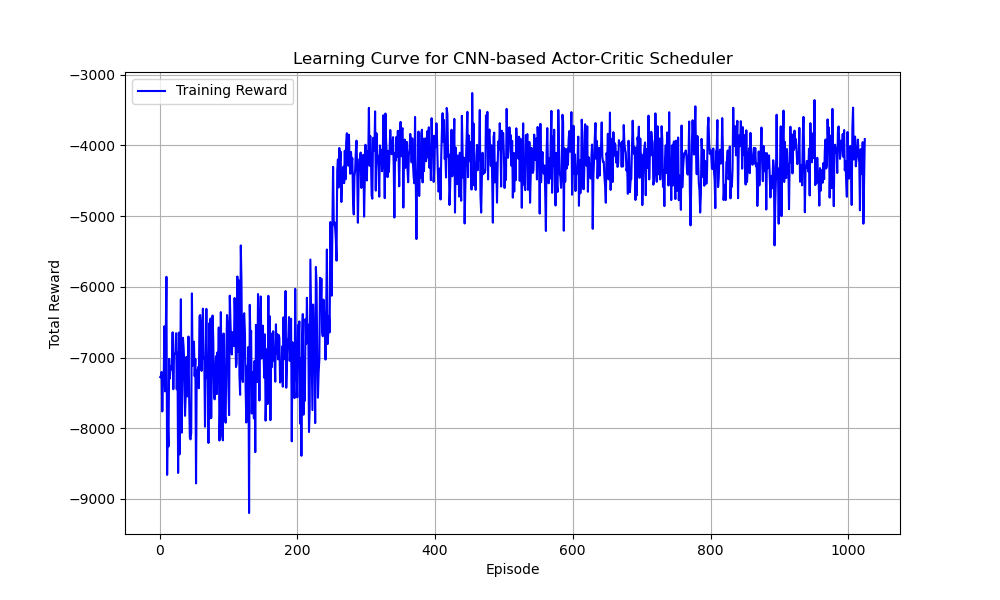 Learning Curve for CNN-based Actor-Critic Scheduler
Training Reward
−3000
−4000
−5000
−6000
−7000
−8000
−9000
Total Reward
0 200 400 600 800 1000
Episode